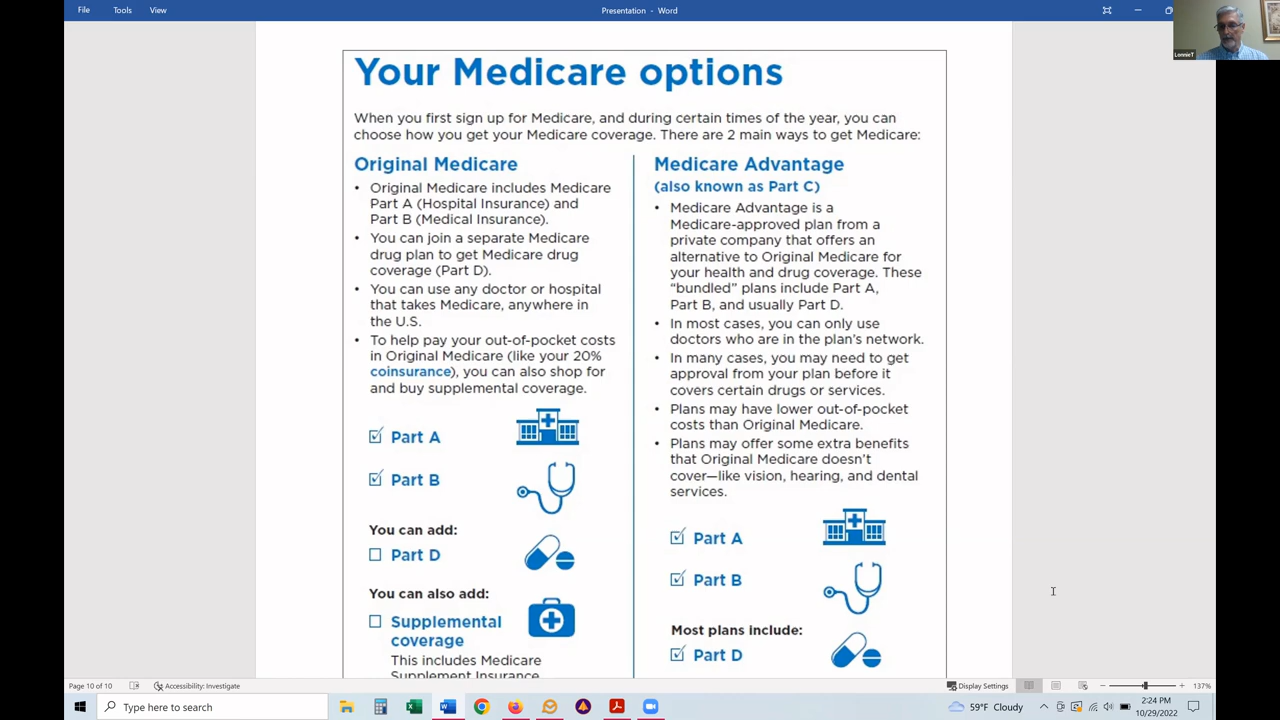 File Tools View Presentation - Word
LonnieT
Your Medicare options
When you first sign up for Medicare, and during certain times of the year, you can
choose how you get your Medicare coverage. There are 2 main ways to get Medicare:
Original Medicare
• Original Medicare includes Medicare
Part A (Hospital Insurance) and
Part B (Medical Insurance).
• You can join a separate Medicare
drug plan to get Medicare drug
coverage (Part D).
• You can use any doctor or hospital
that takes Medicare, anywhere in
the U.S.
• To help pay your out-of-pocket costs
in Original Medicare (like your 20%
coinsurance), you can also shop for
and buy supplemental coverage.
Part A
Part B
You can add:
Part D
You can also add:
Supplemental
coverage
This includes Medicare
Supplement Insurance
Medicare Advantage
(also known as Part C)
• Medicare Advantage is a
Medicare-approved plan from a
private company that offers an
alternative to Original Medicare for
your health and drug coverage. These
“bundled” plans include Part A,
Part B, and usually Part D.
• In most cases, you can only use
doctors who are in the plan’s network.
• In many cases, you may need to get
approval from your plan before it
covers certain drugs or services.
• Plans may have lower out-of-pocket
costs than Original Medicare.
• Plans may offer some extra benefits
that Original Medicare doesn’t
cover—like vision, hearing, and dental
services.
Part A
Part B
Most plans include:
Part D
Page 10 of 10 Accessibility: Investigate Display Settings 137%
Type here to search 59°F Cloudy 2:24 PM
10/29/2022